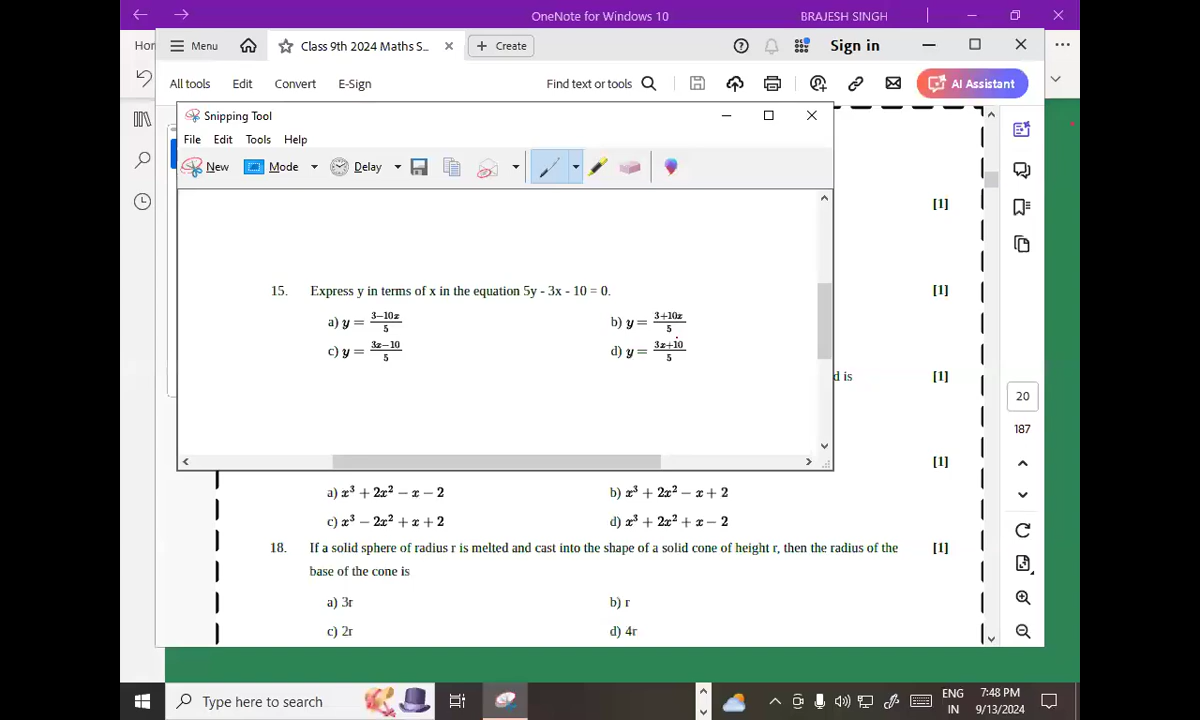 OneNote for Windows 10
BRAJESH SINGH
Hor
Menu
Class 9th 2024 Maths S...
Create
Sign in
All tools
Edit
Convert
E-Sign
Find text or tools
AI Assistant
Snipping Tool
File Edit Tools Help
New Mode Delay
[1]
15. Express y in terms of x in the equation 5y - 3x - 10 = 0.
[1]
a) y = (3−10x)/5
b) y = (3+10x)/5
c) y = (3x−10)/5
d) y = (3x+10)/5
d is
[1]
20
187
[1]
a) x³ + 2x² − x − 2
b) x³ + 2x² − x + 2
c) x³ − 2x² + x + 2
d) x³ + 2x² + x − 2
18. If a solid sphere of radius r is melted and cast into the shape of a solid cone of height r, then the radius of the
[1]
base of the cone is
a) 3r
b) r
c) 2r
d) 4r
Type here to search
ENG
IN
7:48 PM
9/13/2024